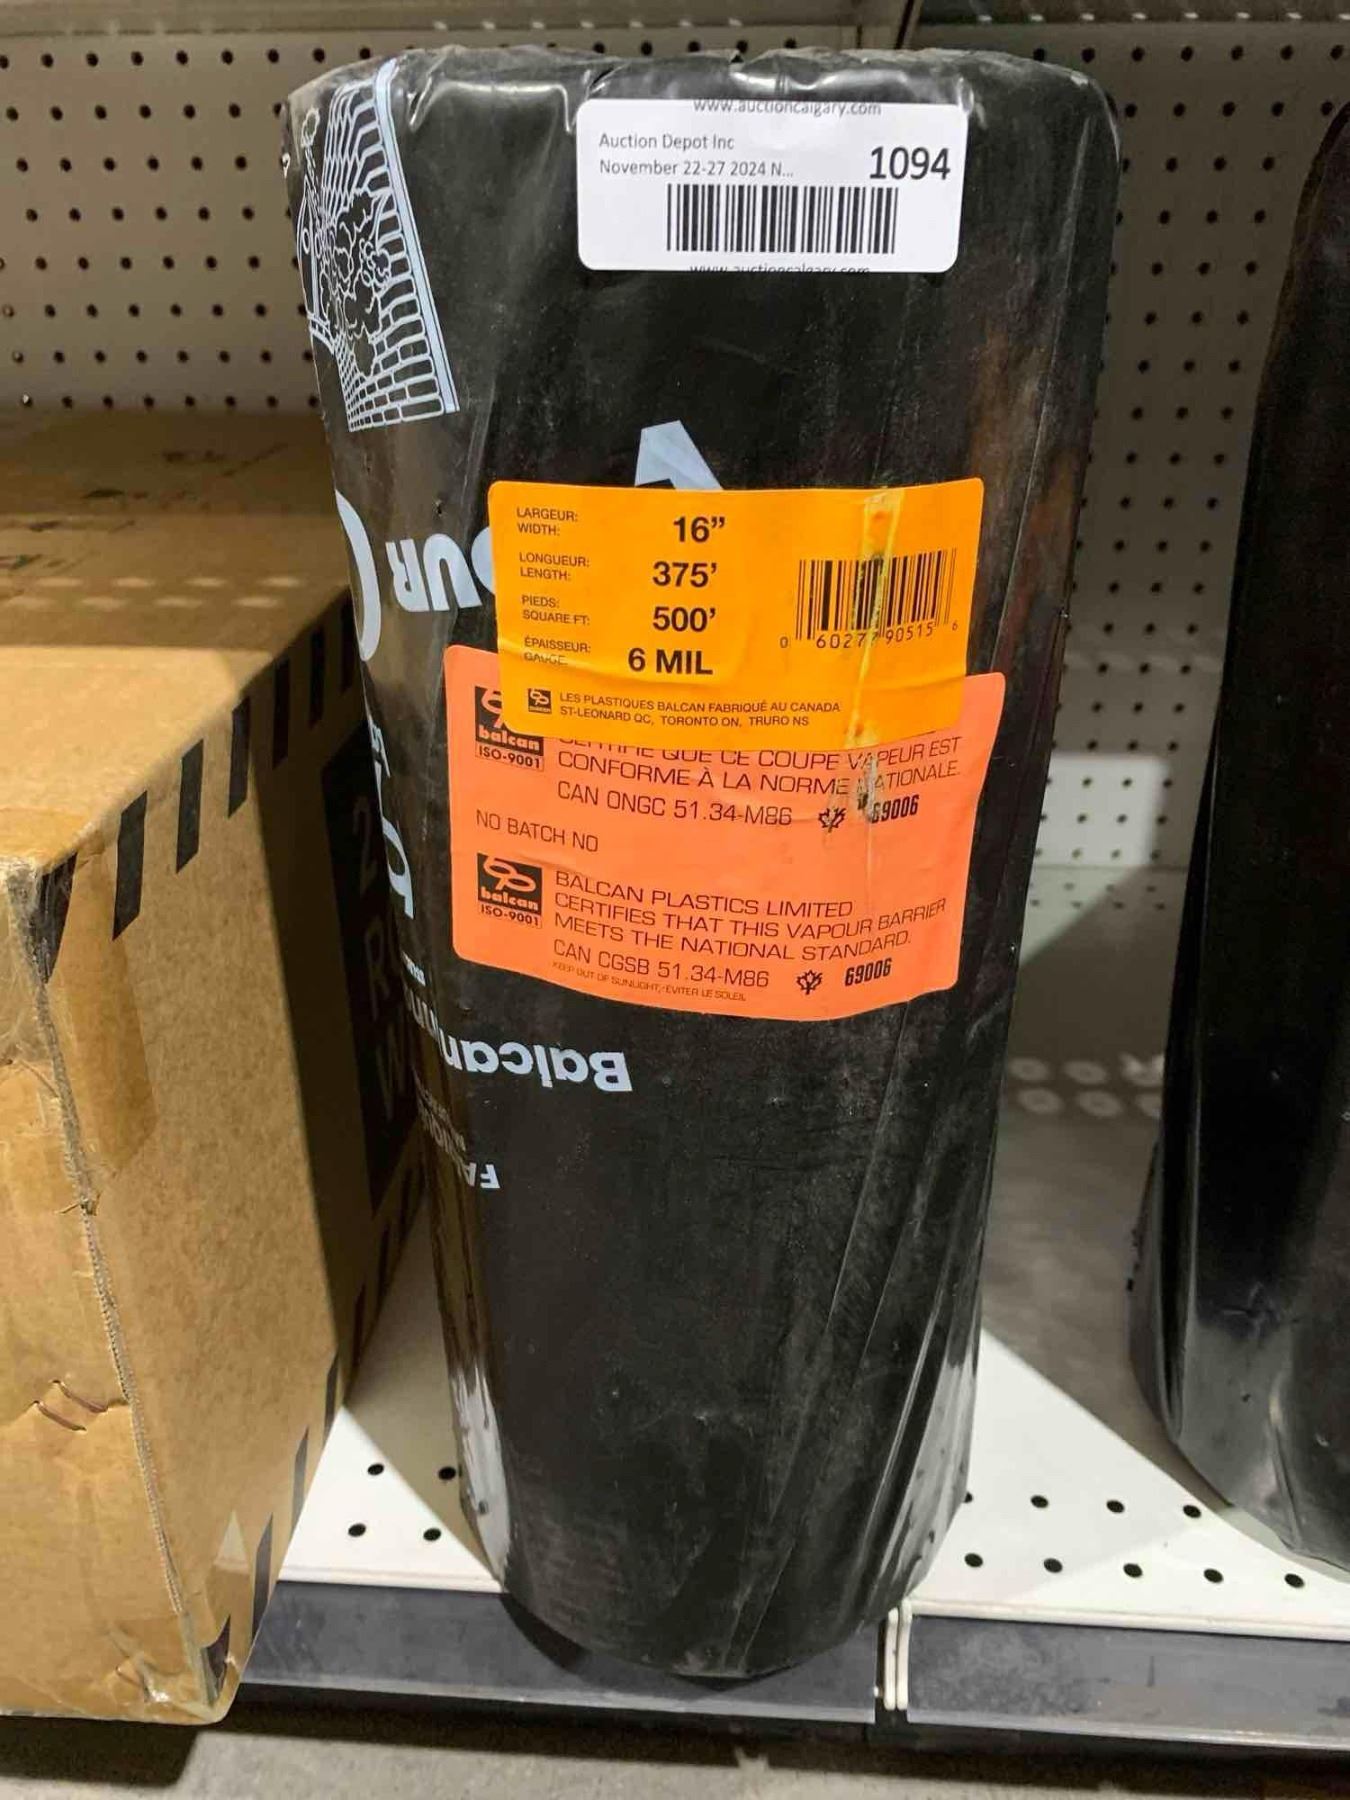 www.auctioncalgary.com
Auction Depot Inc
November 22-27 2024 N...
1094
www.auctioncalgary.com
LARGEUR:
WIDTH: 16”
LONGUEUR:
LENGTH: 375’
PIEDS:
SQUARE FT: 500’
ÉPAISSEUR:
GAUGE: 6 MIL
0 60277 90515 6
LES PLASTIQUES BALCAN FABRIQUÉ AU CANADA
ST-LEONARD QC, TORONTO ON, TRURO NS
balcan
ISO-9001
CERTIFIE QUE CE COUPE VAPEUR EST
CONFORME À LA NORME NATIONALE.
CAN ONGC 51.34-M86 69006
NO BATCH NO
balcan
ISO-9001
BALCAN PLASTICS LIMITED
CERTIFIES THAT THIS VAPOUR BARRIER
MEETS THE NATIONAL STANDARD.
CAN CGSB 51.34-M86 69006
KEEP OUT OF SUNLIGHT,-EVITER LE SOLEIL
Balcan